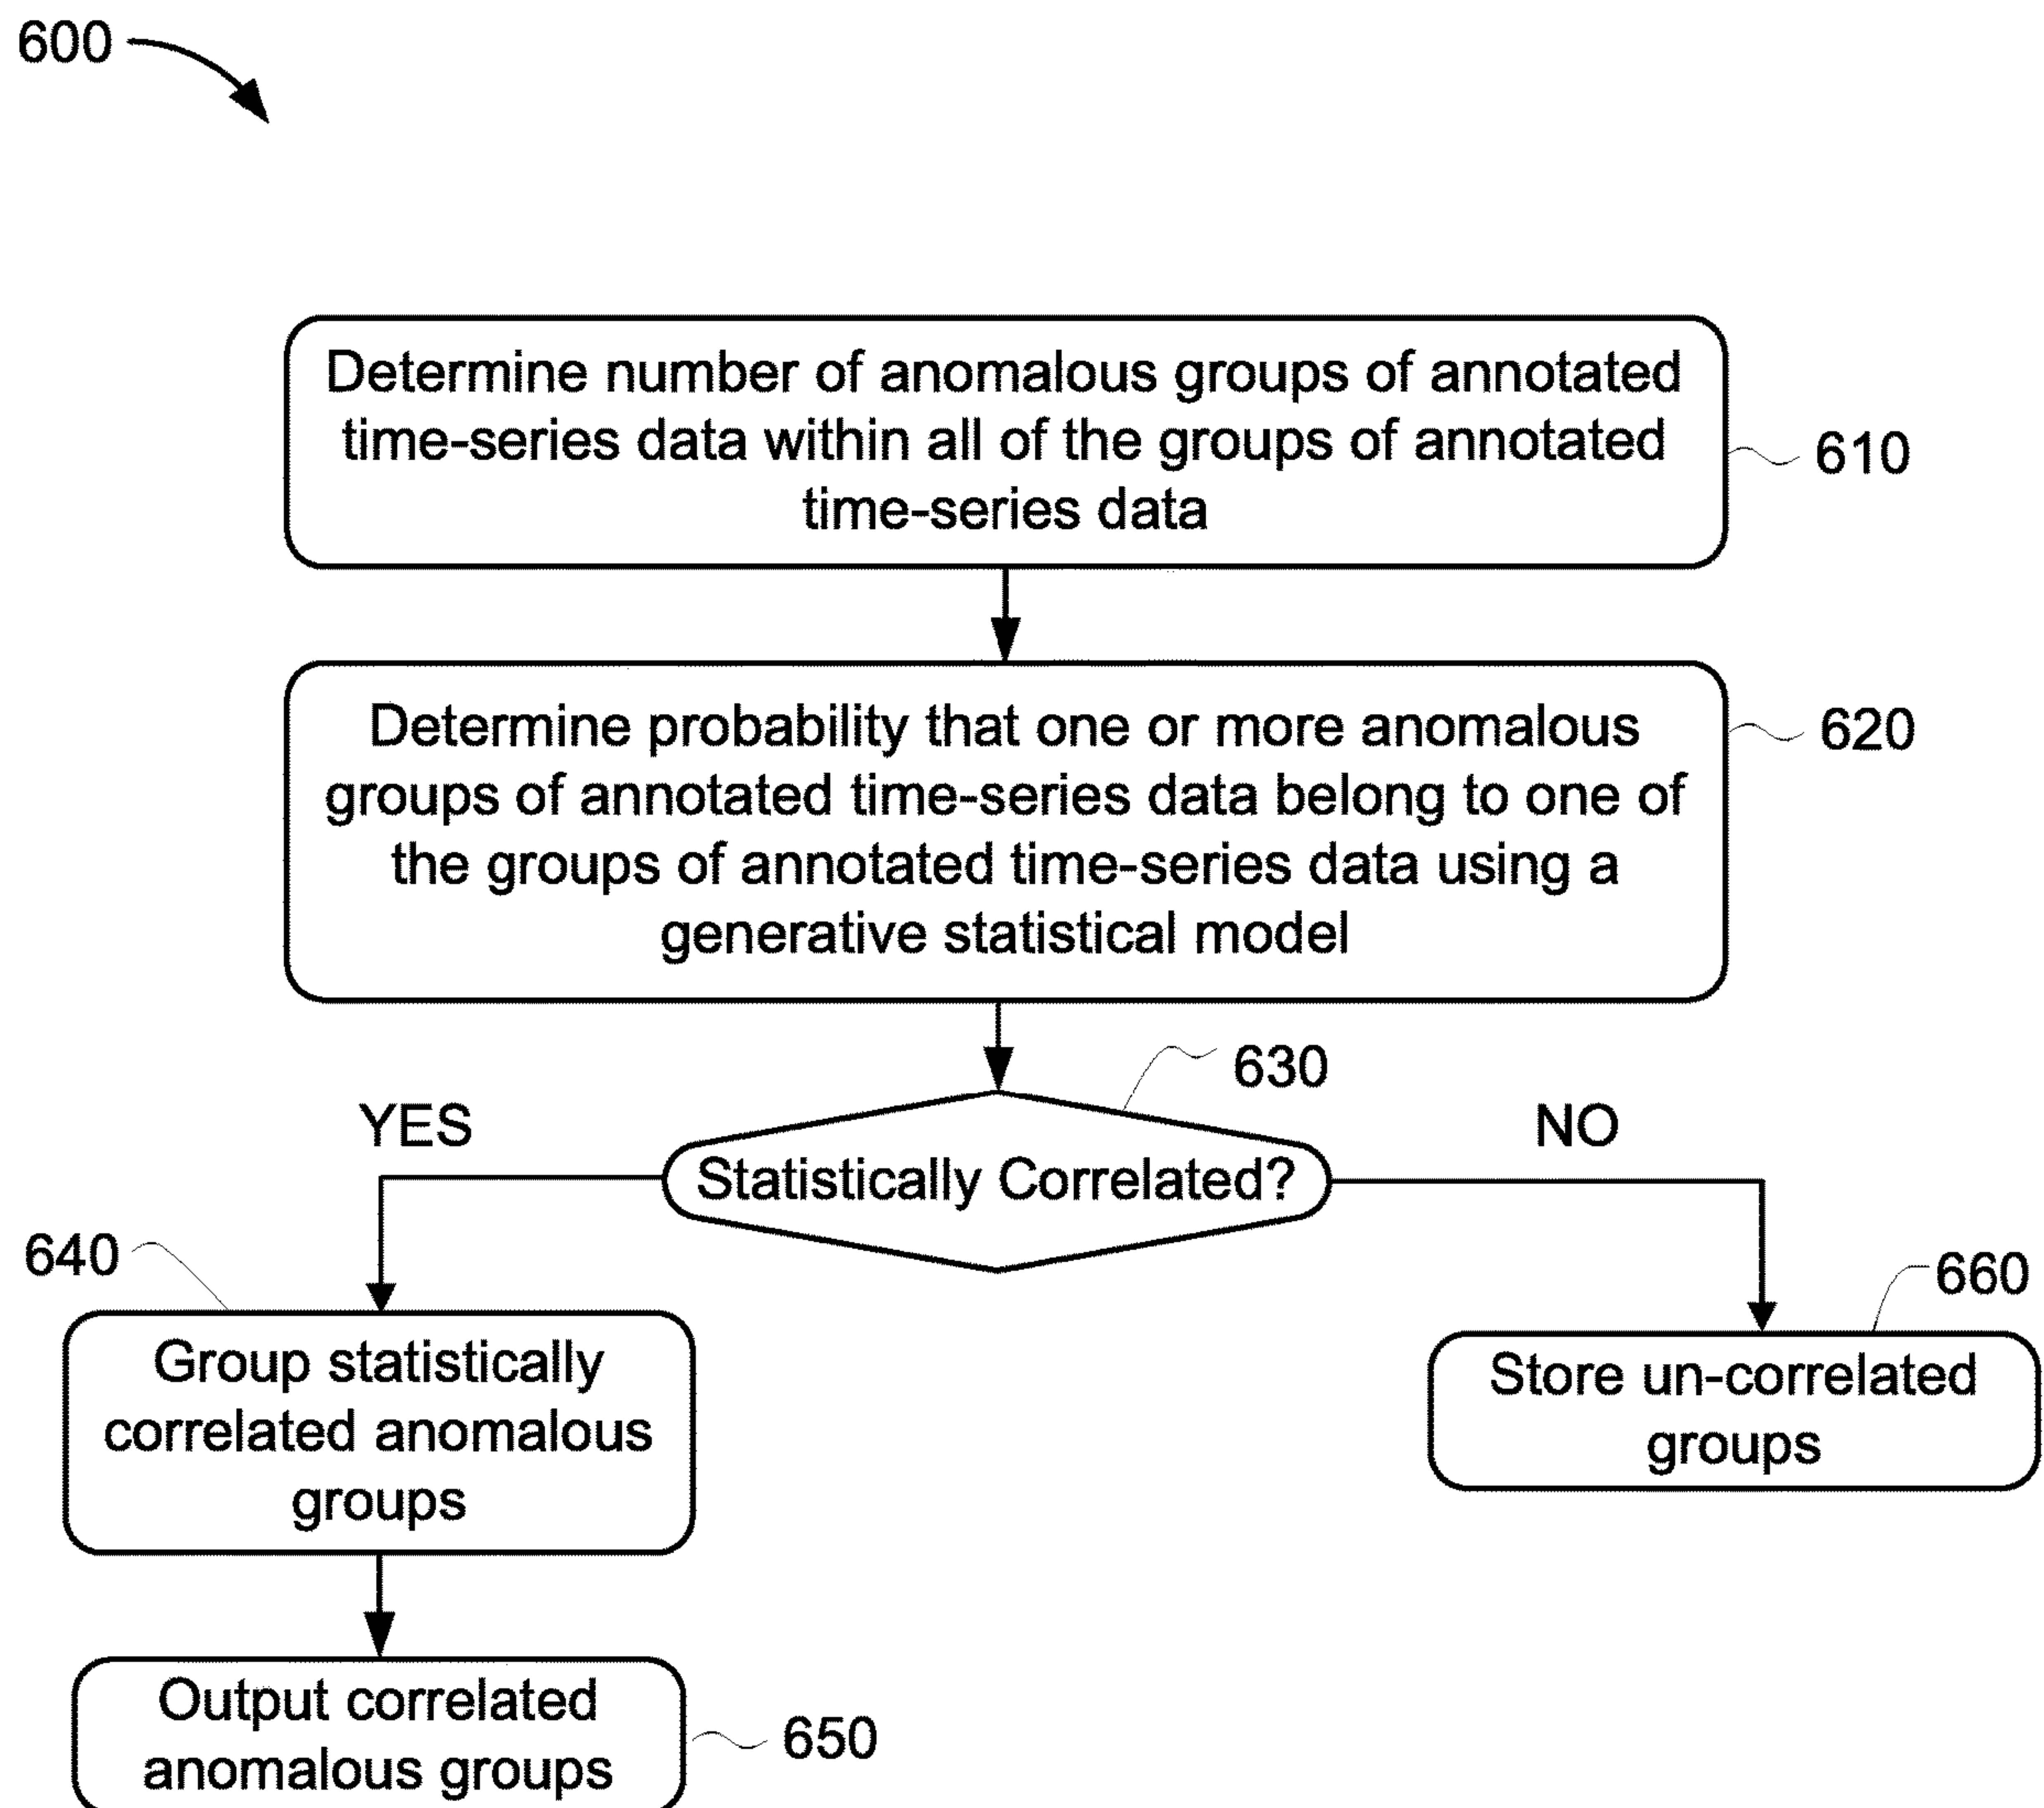 600
Determine number of anomalous groups of annotated
time-series data within all of the groups of annotated
time-series data
610
Determine probability that one or more anomalous
groups of annotated time-series data belong to one of
the groups of annotated time-series data using a
generative statistical model
620
630
YES
NO
Statistically Correlated?
640
660
Group statistically
correlated anomalous
groups
Store un-correlated
groups
Output correlated
anomalous groups
650